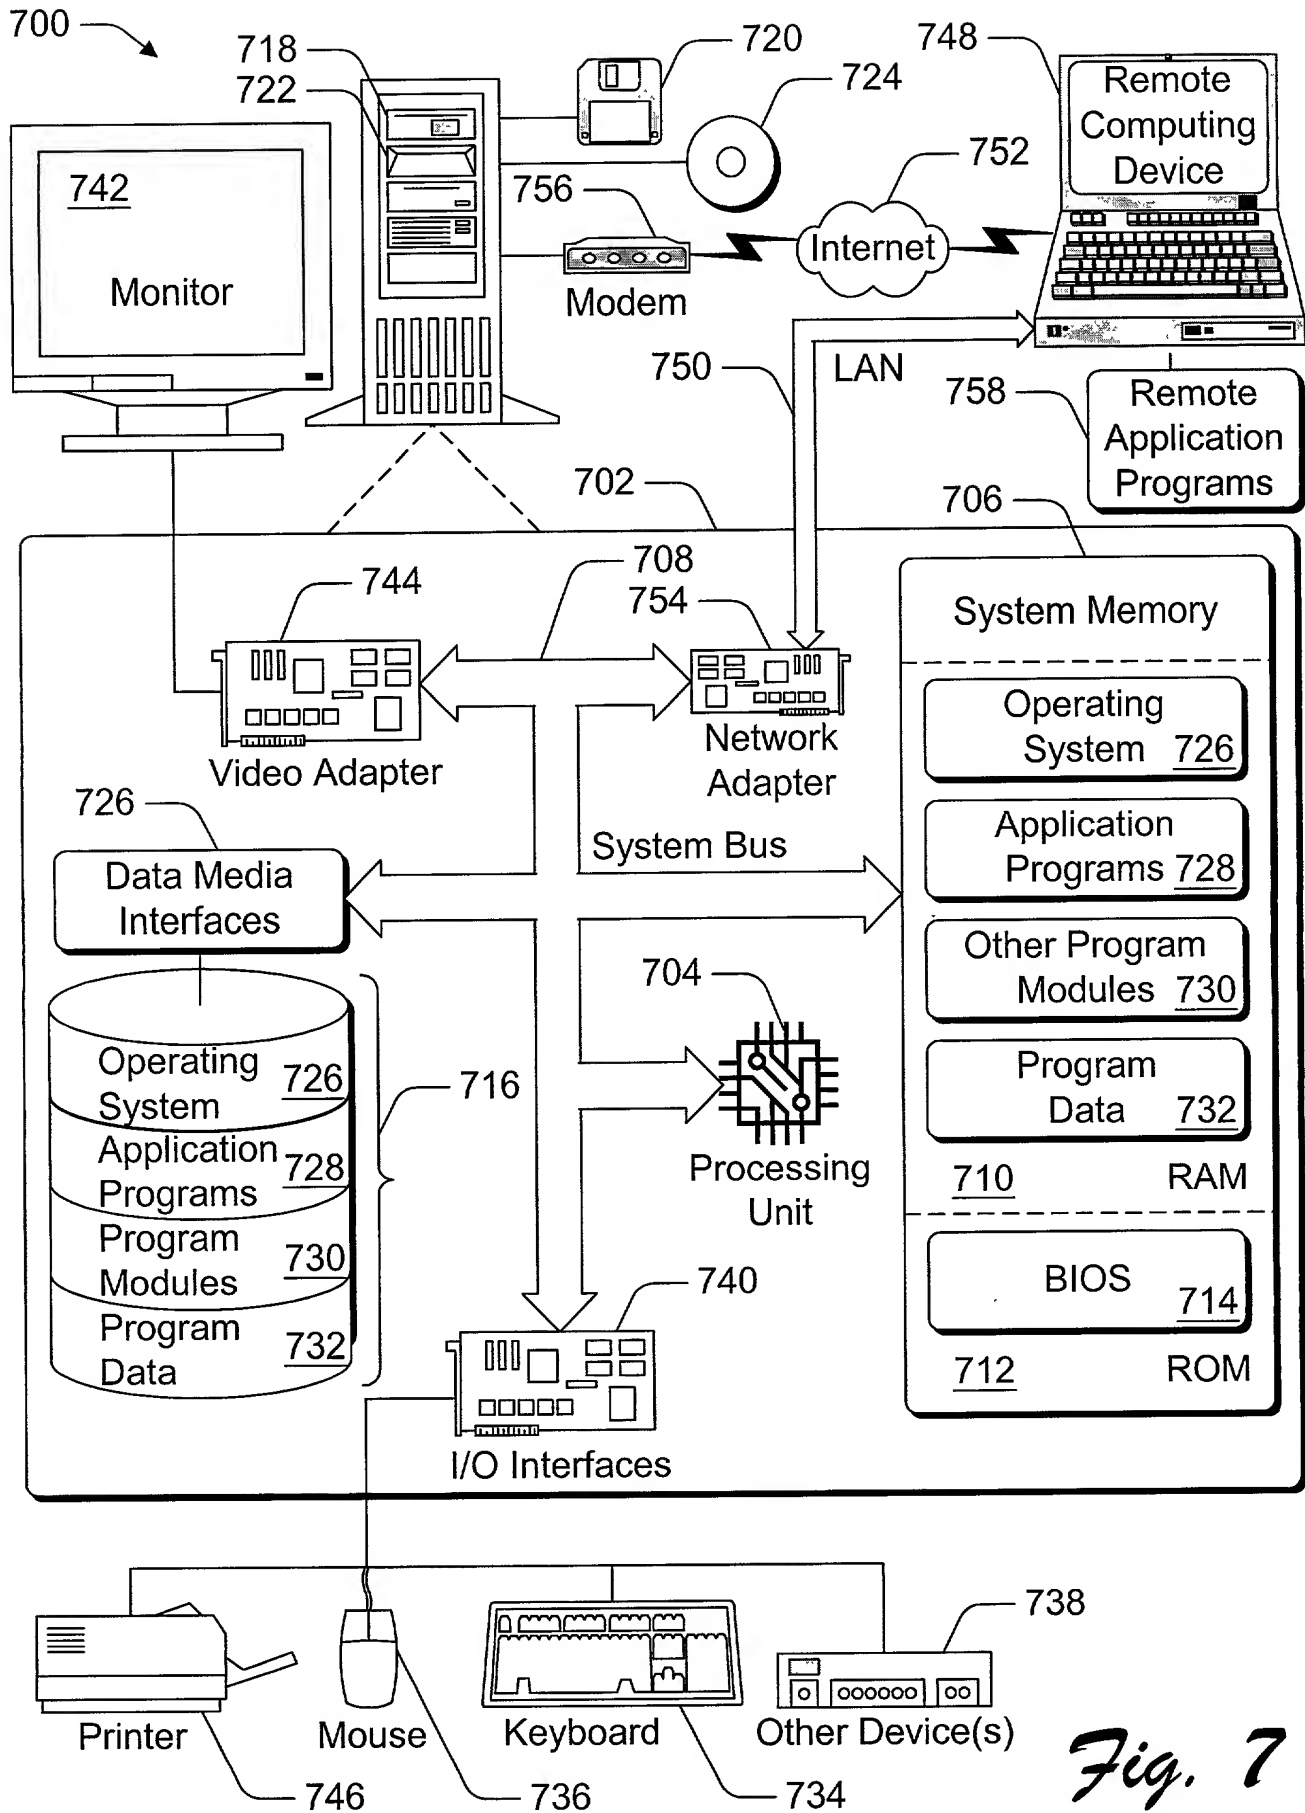 700
718
722
720
724
748
Remote
Computing
Device
742
Monitor
756
Modem
752
Internet
750
LAN
758
Remote
Application
Programs
702
706
708
744
754
Video Adapter
Network
Adapter
System Memory
Operating
System 726
Application
Programs 728
Other Program
Modules 730
Program
Data 732
710 RAM
BIOS
714
712 ROM
726
Data Media
Interfaces
System Bus
704
Processing
Unit
Operating
System 726
Application
Programs 728
Program
Modules 730
Program
Data 732
716
740
I/O Interfaces
738
Printer
Mouse
Keyboard
Other Device(s)
746
736
734
Fig. 7